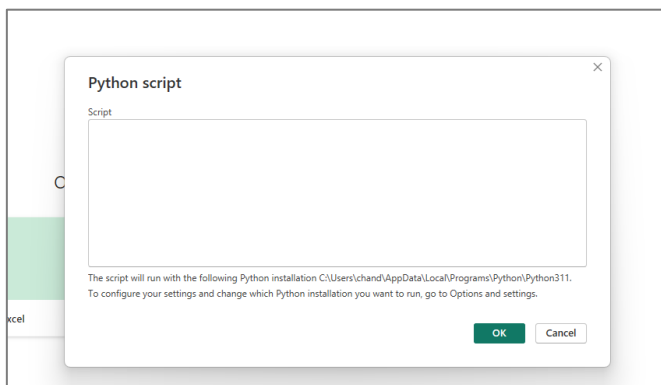 Python script
Script
The script will run with the following Python installation C:\Users\chand\AppData\Local\Programs\Python\Python311.
To configure your settings and change which Python installation you want to run, go to Options and settings.
OK
Cancel